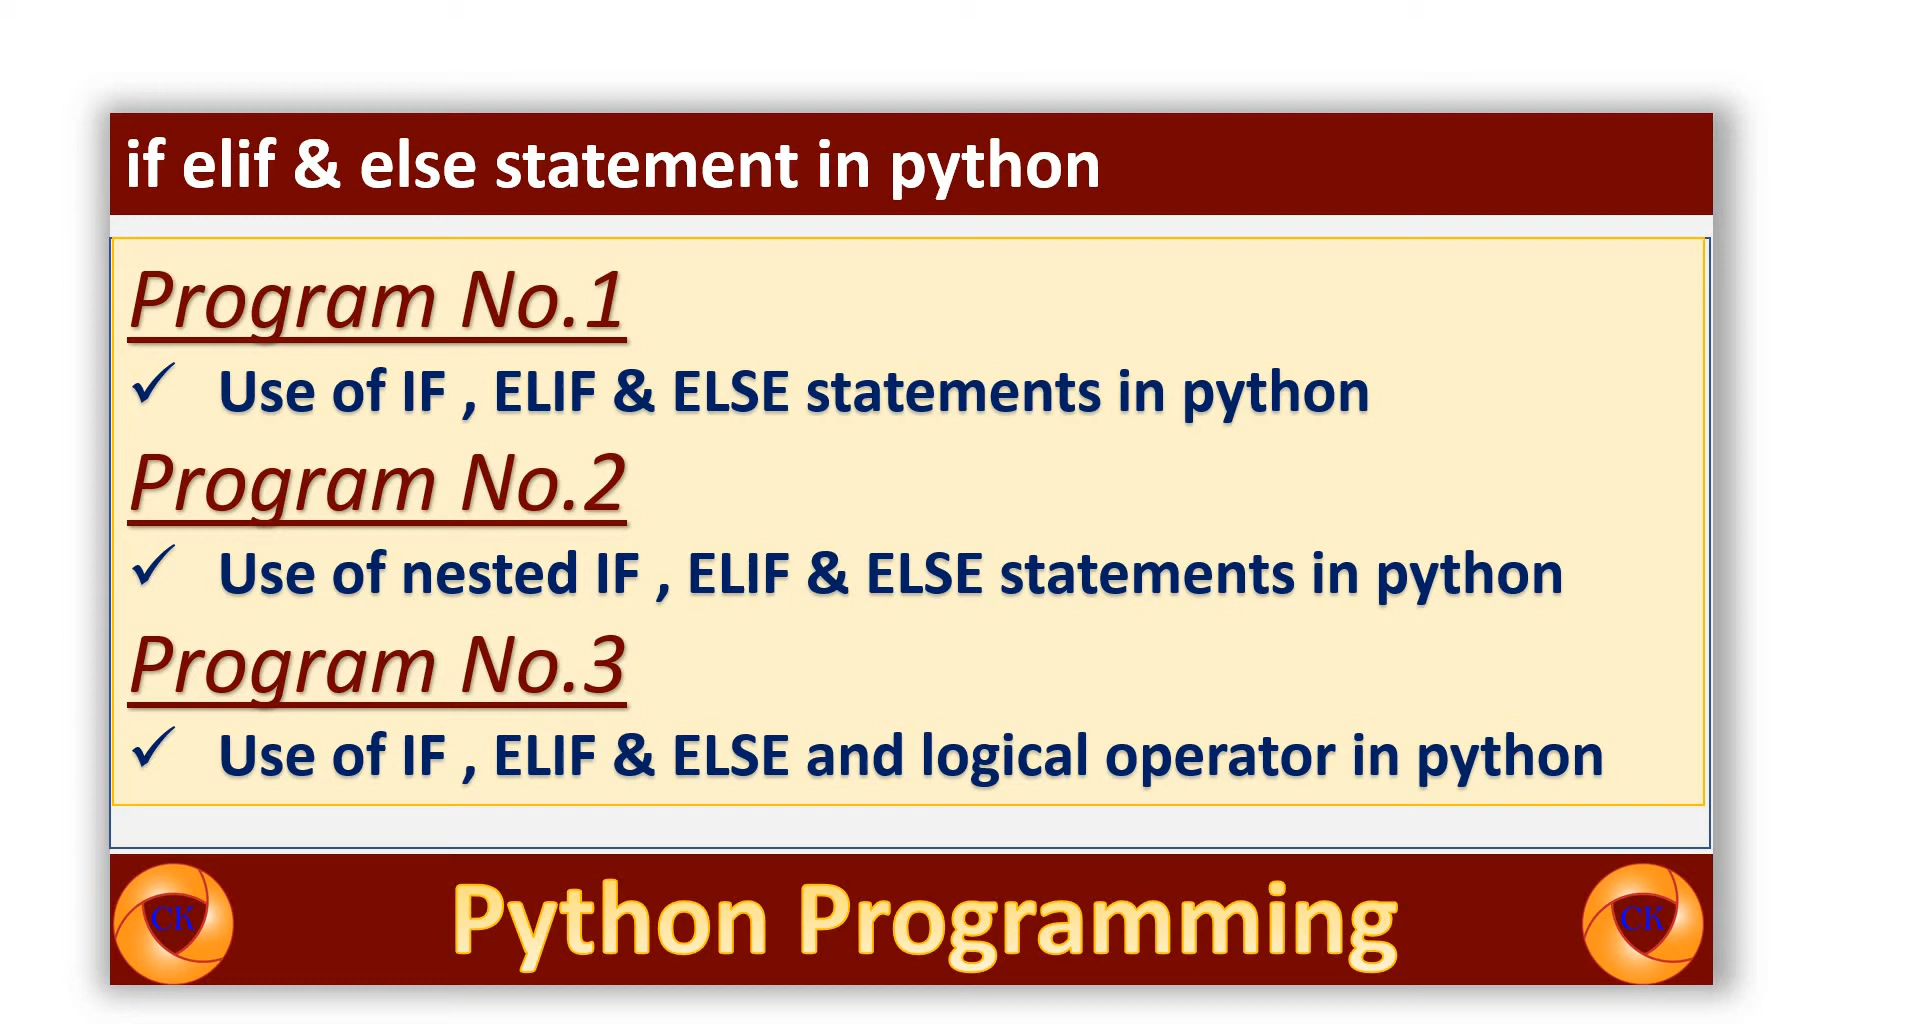 if elif & else statement in python
Program No.1
✓ Use of IF , ELIF & ELSE statements in python
Program No.2
✓ Use of nested IF , ELIF & ELSE statements in python
Program No.3
✓ Use of IF , ELIF & ELSE and logical operator in python
CK Python Programming CK